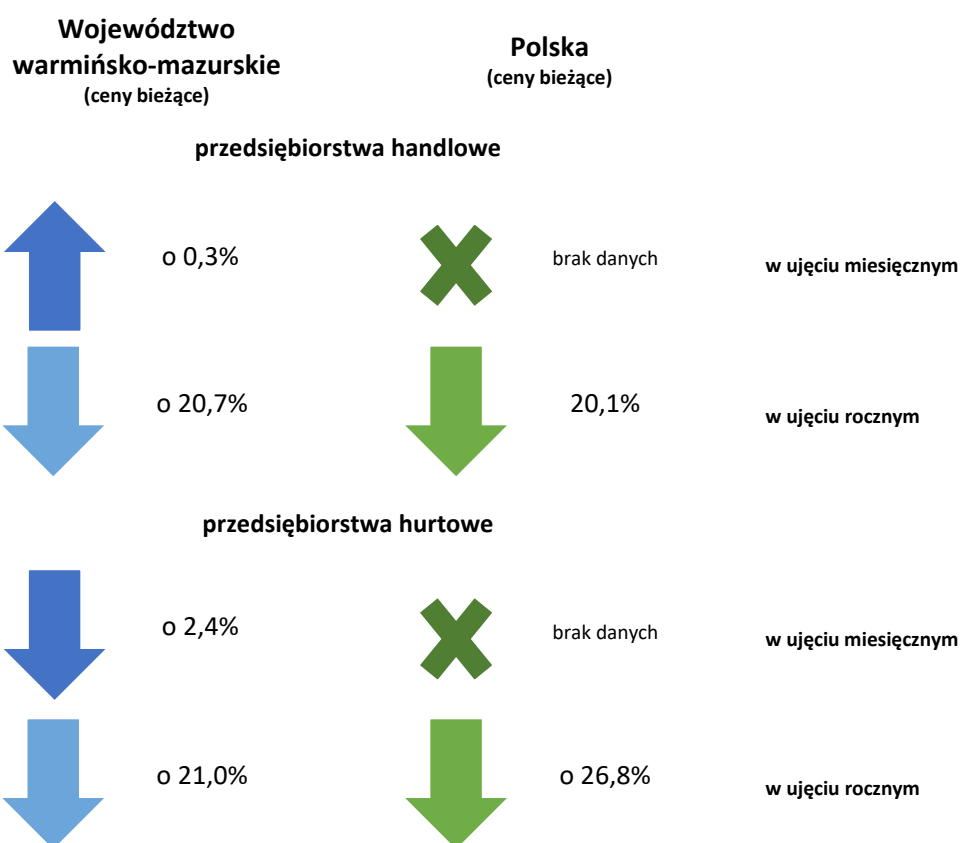 Województwo
warmińsko-mazurskie
(ceny bieżące)
Polska
(ceny bieżące)
przedsiębiorstwa handlowe
o 0,3%
brak danych
w ujęciu miesięcznym
o 20,7%
20,1%
w ujęciu rocznym
przedsiębiorstwa hurtowe
o 2,4%
brak danych
w ujęciu miesięcznym
o 21,0%
o 26,8%
w ujęciu rocznym